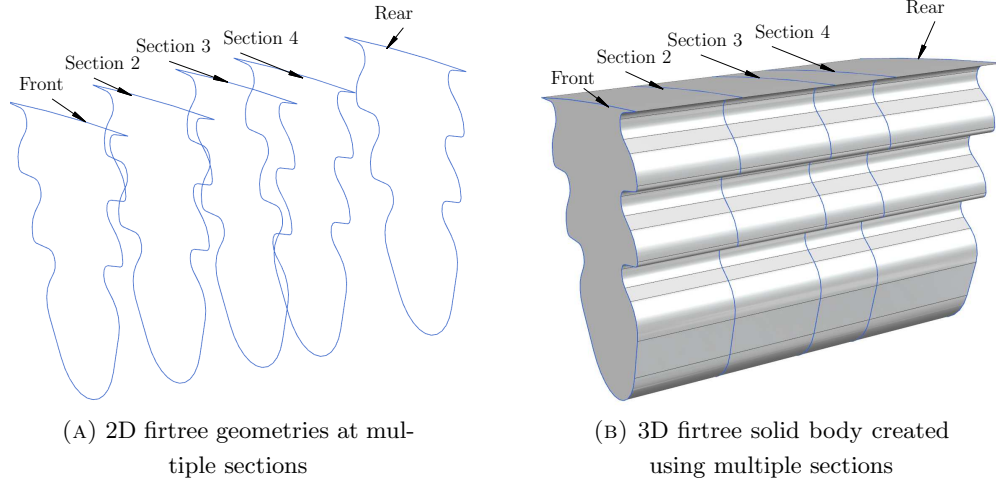 Rear
Section 4
Section 3
Section 2
Front
Rear
Section 4
Section 3
Section 2
Front
(A) 2D firtree geometries at mul-
tiple sections
(B) 3D firtree solid body created
using multiple sections